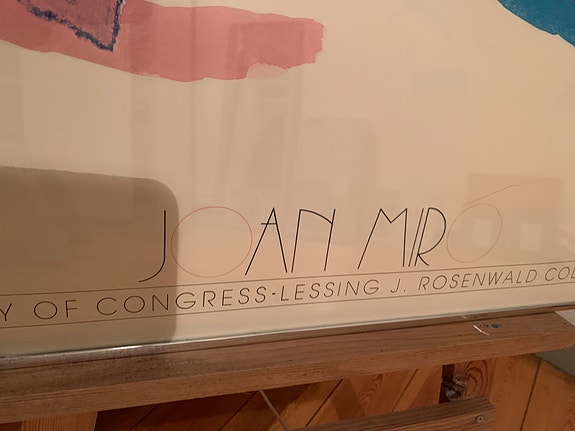 JOAN MIRÓ
Y OF CONGRESS-LESSING J. ROSENWALD COL